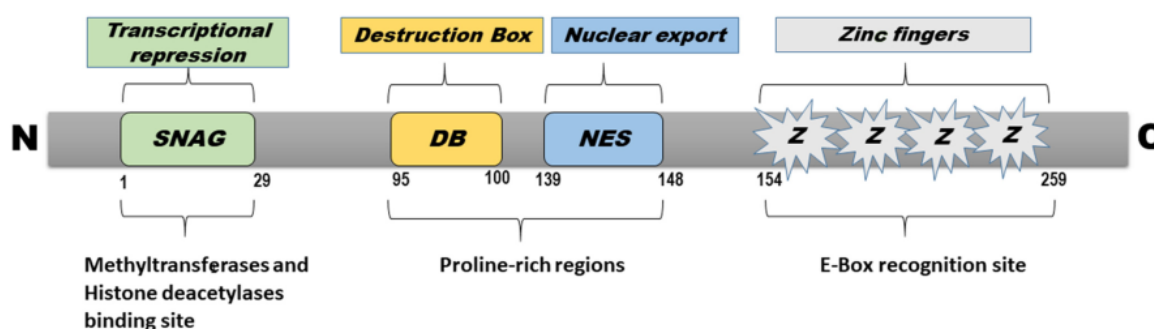 Transcriptional
repression
Destruction Box
Nuclear export
Zinc fingers
N
SNAG
DB
NES
Z
Z
Z
Z
C
1
29
95
100
139
148
154
259
Methyltransferases and
Histone deacetylases
binding site
Proline-rich regions
E-Box recognition site